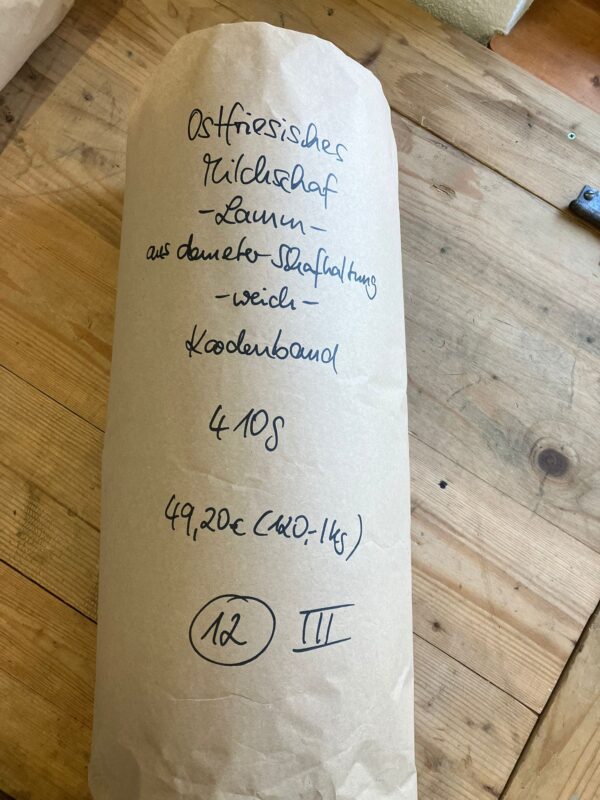 Ostfriesisches
Milchschaf
-Lamm-
aus demeter Schafhaltung
-weich-
Kardenband
410g
49,20€ (120,-/kg)
12 III